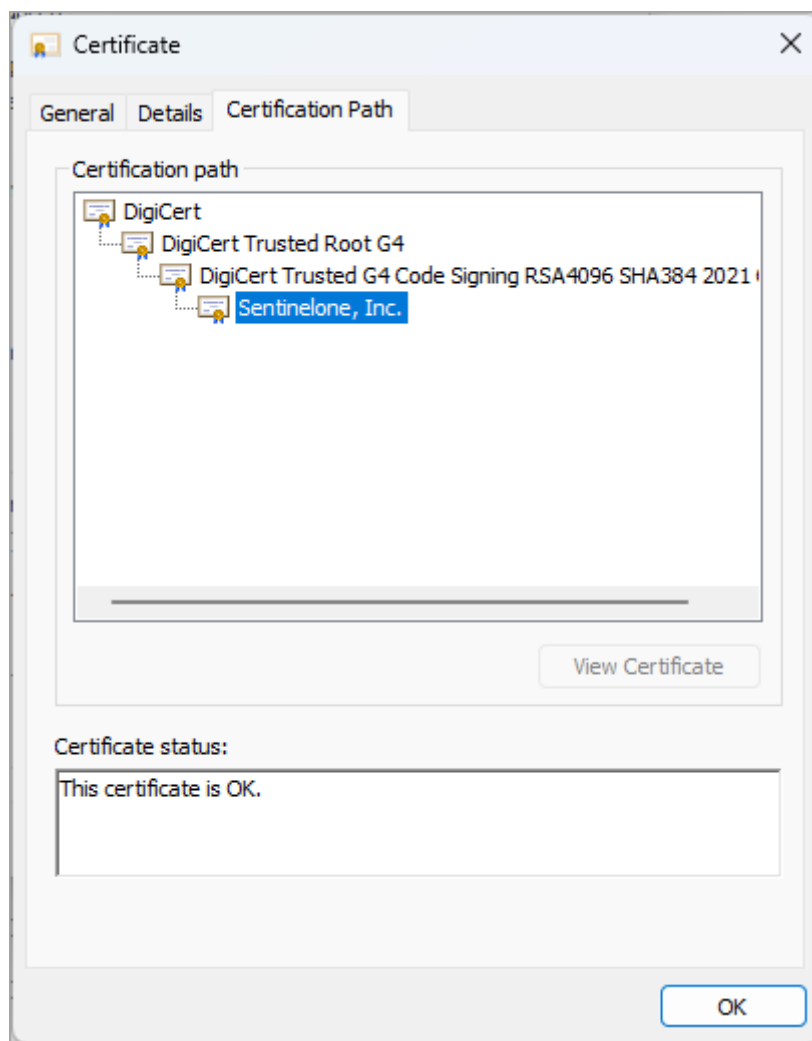 Certificate
General
Details
Certification Path
Certification path
DigiCert
DigiCert Trusted Root G4
DigiCert Trusted G4 Code Signing RSA4096 SHA384 2021
Sentinelone, Inc.
View Certificate
Certificate status:
This certificate is OK.
OK